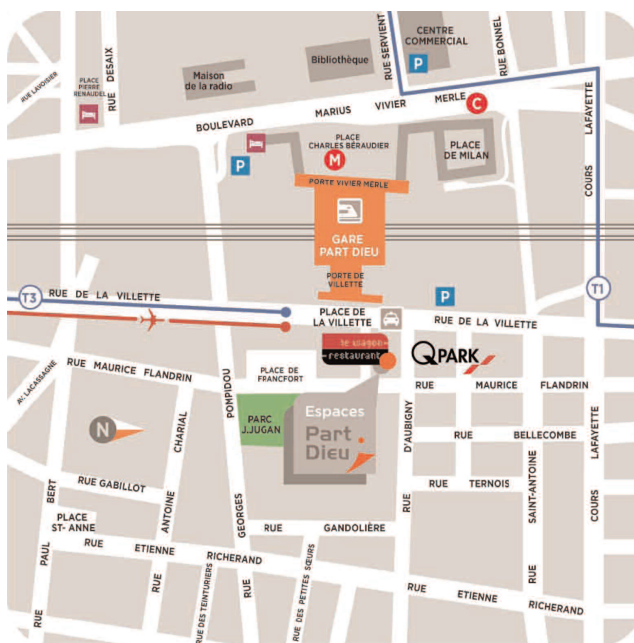 CENTRE
COMMERCIAL
P
RUE SERVIENT
RUE BONNEL
RUE LAVOISIER
PLACE
PIERRE
RENAUDEL
RUE DESAIX
Maison
de la radio
Bibliothèque
BOULEVARD MARIUS VIVIER MERLE
C
COURS LAFAYETTE
P
PLACE
CHARLES BÉRAUDIER
M
PLACE
DE MILAN
PORTE VIVIER MERLE
GARE
PART DIEU
PORTE DE
VILLETTE
T3
RUE DE LA VILLETTE
P
T1
PLACE DE
LA VILLETTE
RUE DE LA VILLETTE
le wagon
restaurant
QPARK
AV. LACASSAGNE
RUE MAURICE FLANDRIN
PLACE DE
FRANCFORT
RUE MAURICE FLANDRIN
N
PARC
J.JUGAN
Espaces
Part
Dieu
RUE BELLECOMBE
RUE GABILLOT
RUE TERNOIS
PLACE
ST- ANNE
RUE PAUL BERT
RUE ANTOINE CHARIAL
RUE GEORGES POMPIDOU
RUE D'AUBIGNY
RUE SAINT-ANTOINE
COURS LAFAYETTE
RUE GANDOLIÈRE
RUE ETIENNE RICHERAND
RUE ETIENNE RICHERAND
RUE DES TEINTURIERS
RUE DES PETITES SŒURS